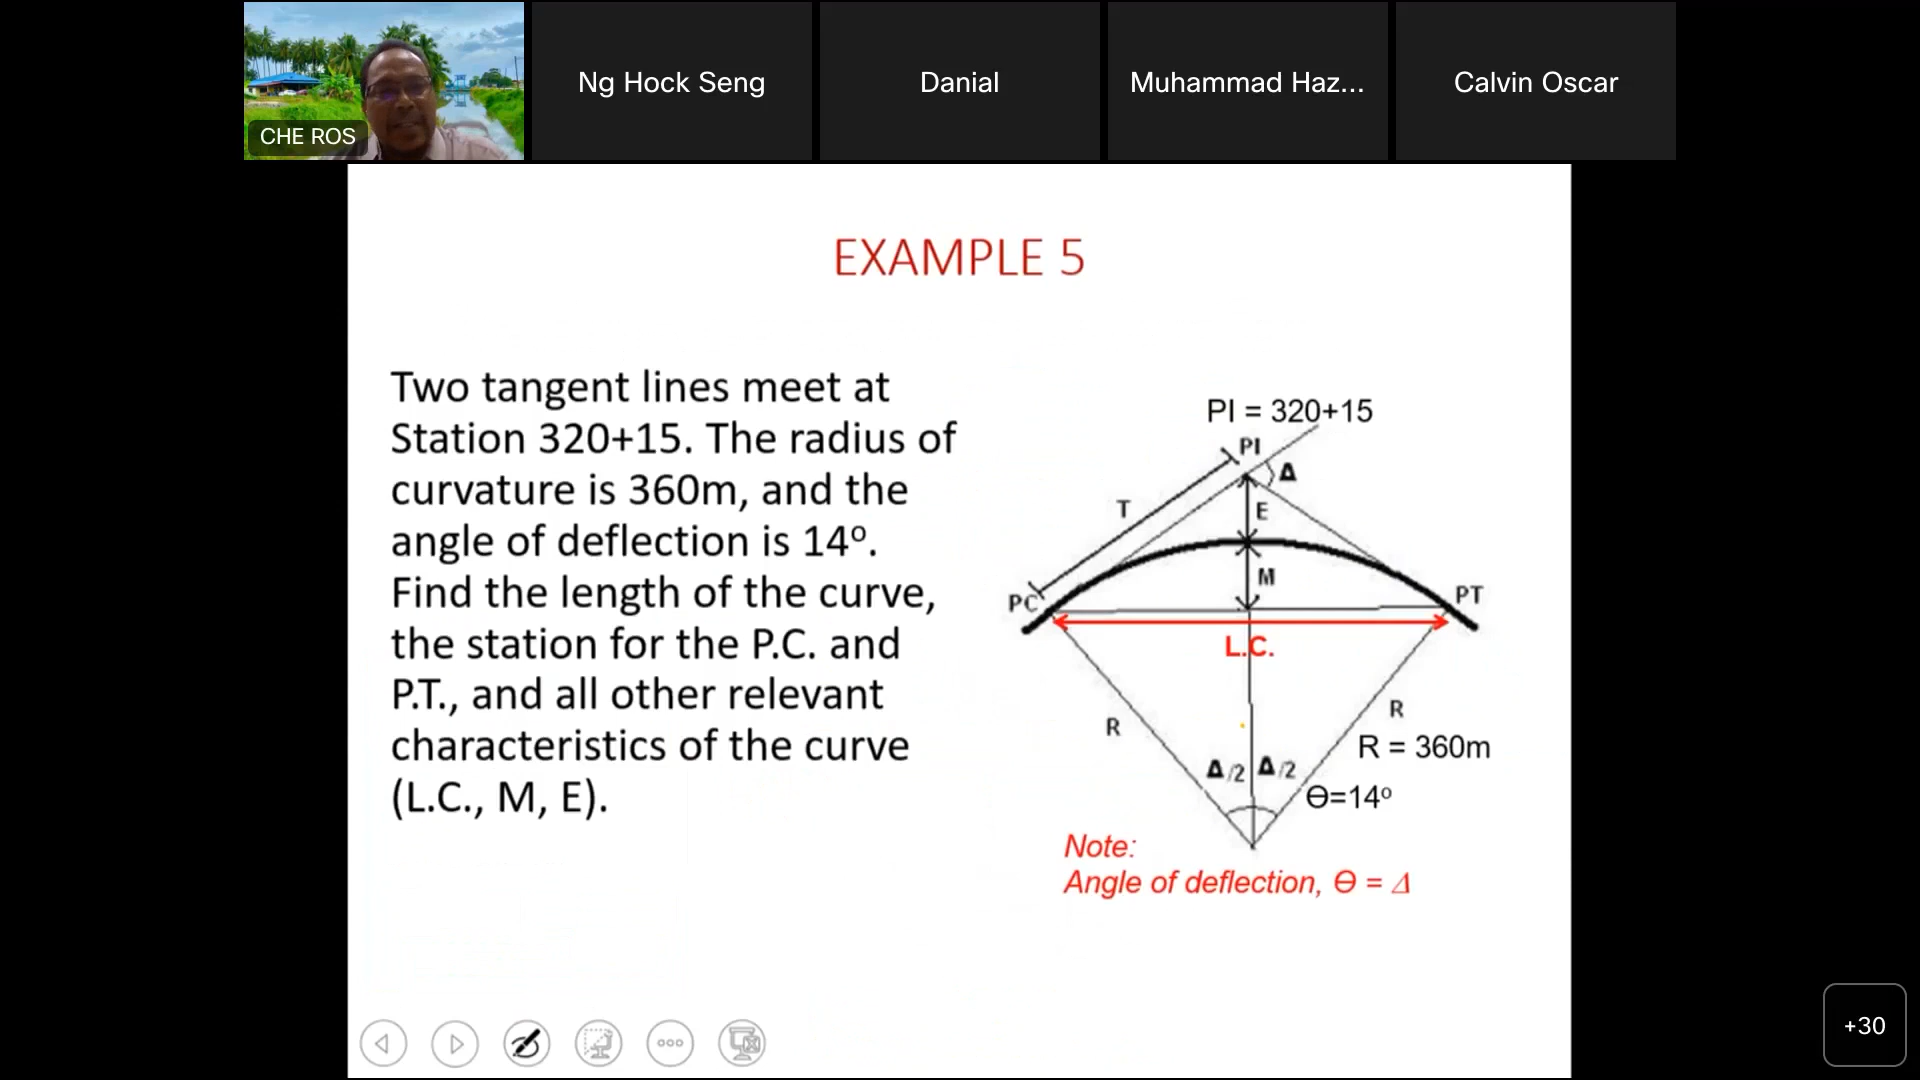 CHE ROS
Ng Hock Seng
Danial
Muhammad Haz...
Calvin Oscar
EXAMPLE 5
Two tangent lines meet at
Station 320+15. The radius of
curvature is 360m, and the
angle of deflection is 14º.
Find the length of the curve,
the station for the P.C. and
P.T., and all other relevant
characteristics of the curve
(L.C., M, E).
PI = 320+15
PI
Δ
T
E
M
PC
PT
L.C.
R
R
R = 360m
Δ/2
Δ/2
Ө=14º
Note:
Angle of deflection, Ө = Δ
+30